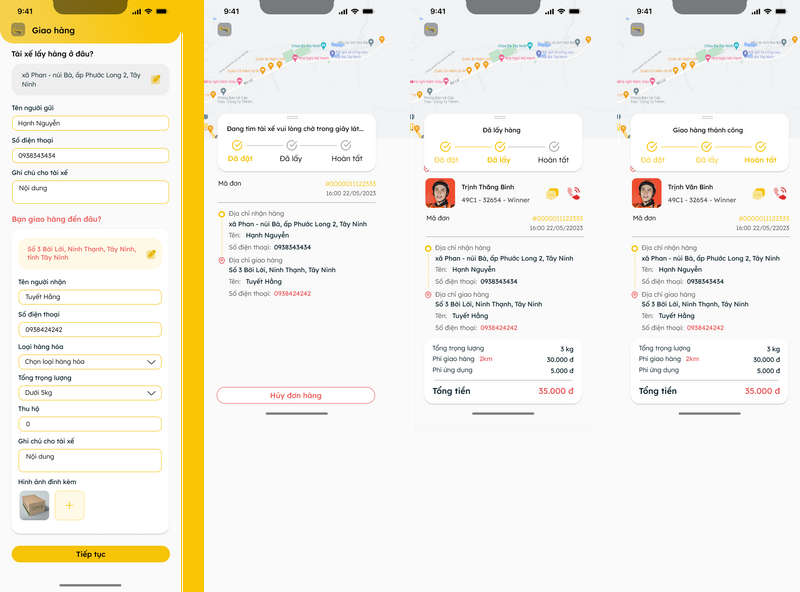 9:41
Giao hàng
Tài xế lấy hàng ở đâu?
xã Phan - núi Bà, ấp Phước Long 2, Tây
Ninh
Tên người gửi
Hạnh Nguyễn
Số điện thoại
0938343434
Ghi chú cho tài xế
Nội dung
Bạn giao hàng đến đâu?
Số 3 Bời Lời, Ninh Thạnh, Tây Ninh,
tỉnh Tây Ninh
Tên người nhận
Tuyết Hằng
Số điện thoại
0938424242
Loại hàng hóa
Chọn loại hàng hóa
Tổng trọng lượng
Dưới 5kg
Thu hộ
0
Ghi chú cho tài xế
Nội dung
Hình ảnh đính kèm
+
Tiếp tục
9:41
Đang tìm tài xế vui lòng chờ trong giây lát...
Đã đặt
Đã lấy
Hoàn tất
Mã đơn
#0000011122333
16:00 22/05/2023
Địa chỉ nhận hàng
xã Phan - núi Bà, ấp Phước Long 2, Tây Ninh
Tên: Hạnh Nguyễn
Số điện thoại: 0938343434
Địa chỉ giao hàng
Số 3 Bời Lời, Ninh Thạnh, Tây Ninh
Tên: Tuyết Hằng
Số điện thoại: 0938424242
Hủy đơn hàng
9:41
Đã lấy hàng
Đã đặt
Đã lấy
Hoàn tất
Trịnh Thăng Bình
49C1 - 32654 - Winner
Mã đơn
#0000011122333
16:00 22/05/22023
Địa chỉ nhận hàng
xã Phan - núi Bà, ấp Phước Long 2, Tây Ninh
Tên: Hạnh Nguyễn
Số điện thoại: 0938343434
Địa chỉ giao hàng
Số 3 Bời Lời, Ninh Thạnh, Tây Ninh
Tên: Tuyết Hằng
Số điện thoại: 0938424242
Tổng trọng lượng 3 kg
Phí giao hàng 2km 30.000 đ
Phí ứng dụng 5.000 đ
Tổng tiền 35.000 đ
9:41
Giao hàng thành công
Đã đặt
Đã lấy
Hoàn tất
Trịnh Văn Bình
49C1 - 32654 - Winner
Mã đơn
#0000011122333
16:00 22/05/22023
Địa chỉ nhận hàng
xã Phan - núi Bà, ấp Phước Long 2, Tây Ninh
Tên: Hạnh Nguyễn
Số điện thoại: 0938343434
Địa chỉ giao hàng
Số 3 Bời Lời, Ninh Thạnh, Tây Ninh
Tên: Tuyết Hằng
Số điện thoại: 0938424242
Tổng trọng lượng 3 kg
Phí giao hàng 2km 30.000 đ
Phí ứng dụng 5.000 đ
Tổng tiền 35.000 đ